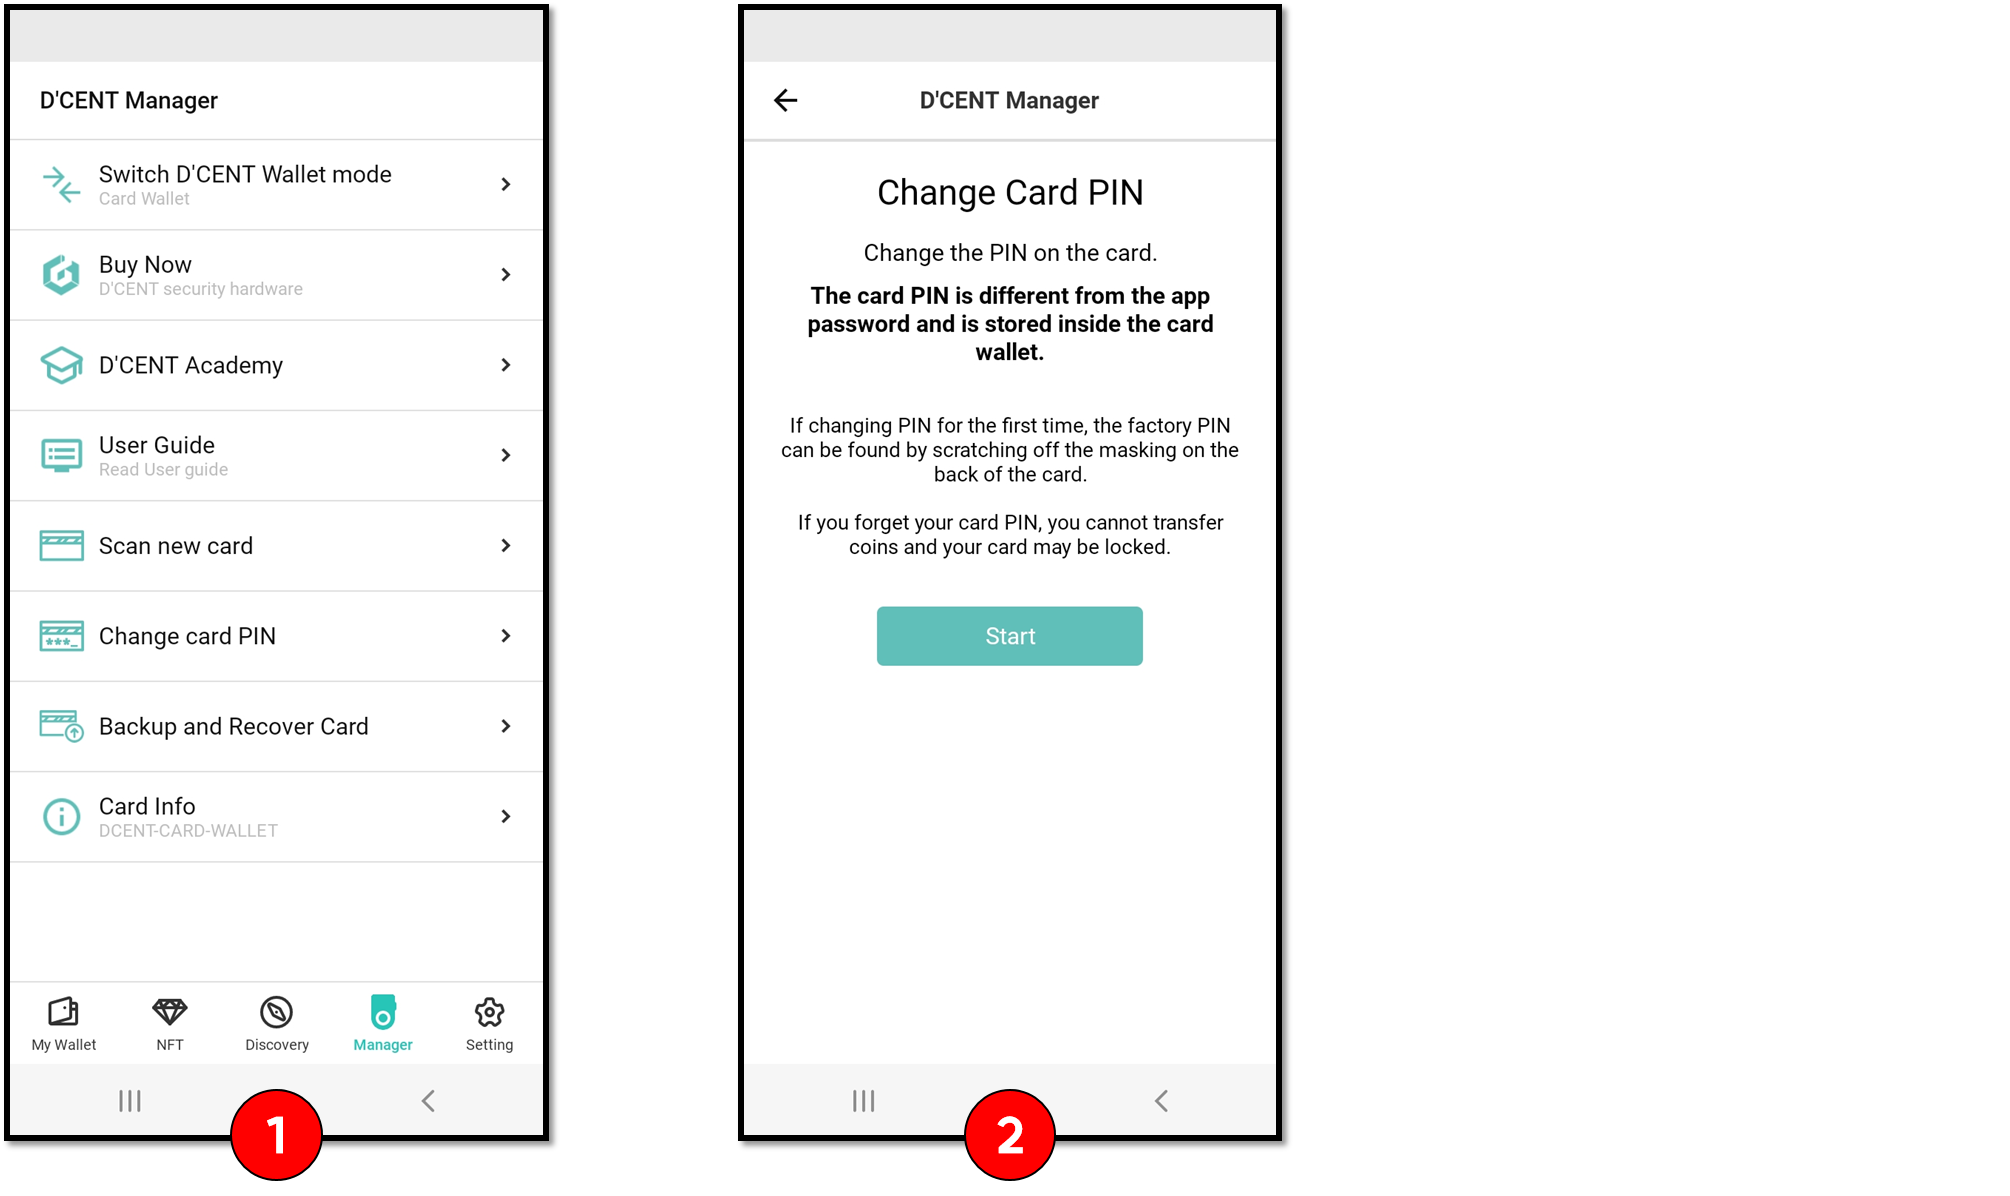 D'CENT Manager
Switch D'CENT Wallet mode
Card Wallet
Buy Now
D'CENT security hardware
D'CENT Academy
User Guide
Read User guide
Scan new card
Change card PIN
***_
Backup and Recover Card
Card Info
DCENT-CARD-WALLET
My Wallet
NFT
Discovery
Manager
Setting
1
D'CENT Manager
Change Card PIN
Change the PIN on the card.
The card PIN is different from the app
password and is stored inside the card
wallet.
If changing PIN for the first time, the factory PIN
can be found by scratching off the masking on the
back of the card.
If you forget your card PIN, you cannot transfer
coins and your card may be locked.
Start
2